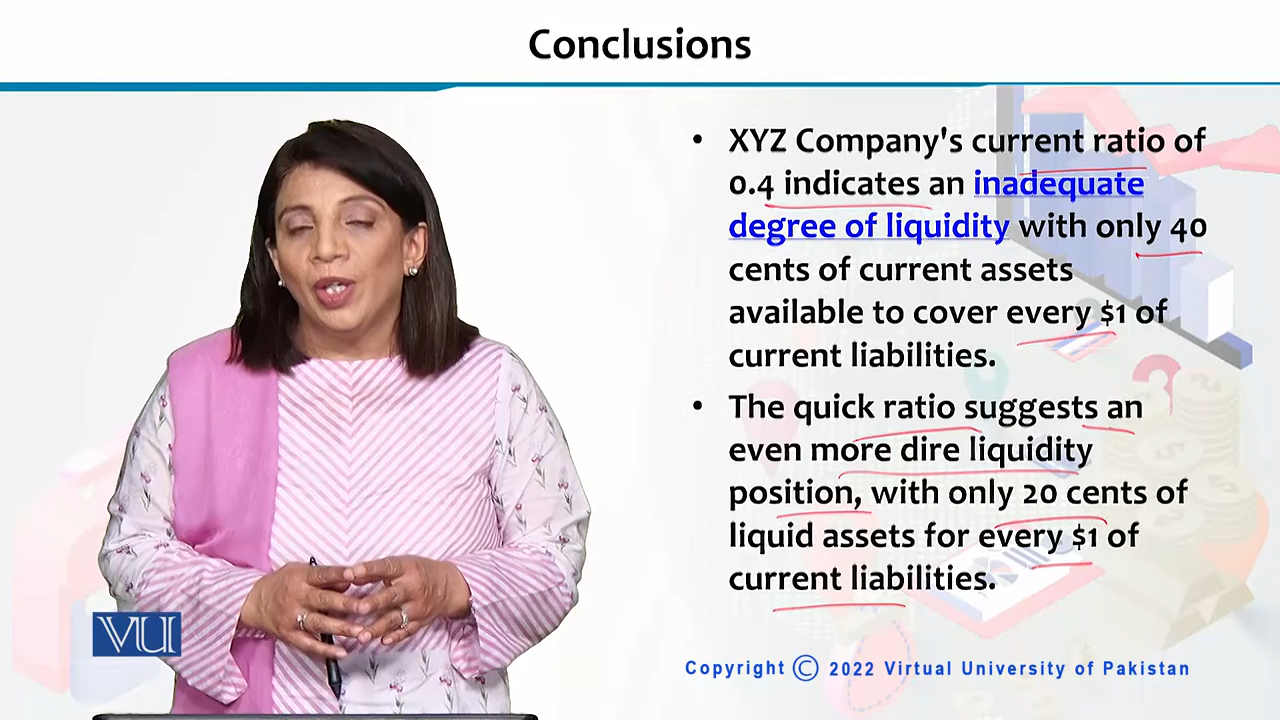 Conclusions
• XYZ Company's current ratio of
0.4 indicates an inadequate
degree of liquidity with only 40
cents of current assets
available to cover every $1 of
current liabilities.
• The quick ratio suggests an
even more dire liquidity
position, with only 20 cents of
liquid assets for every $1 of
current liabilities.
VU
Copyright © 2022 Virtual University of Pakistan